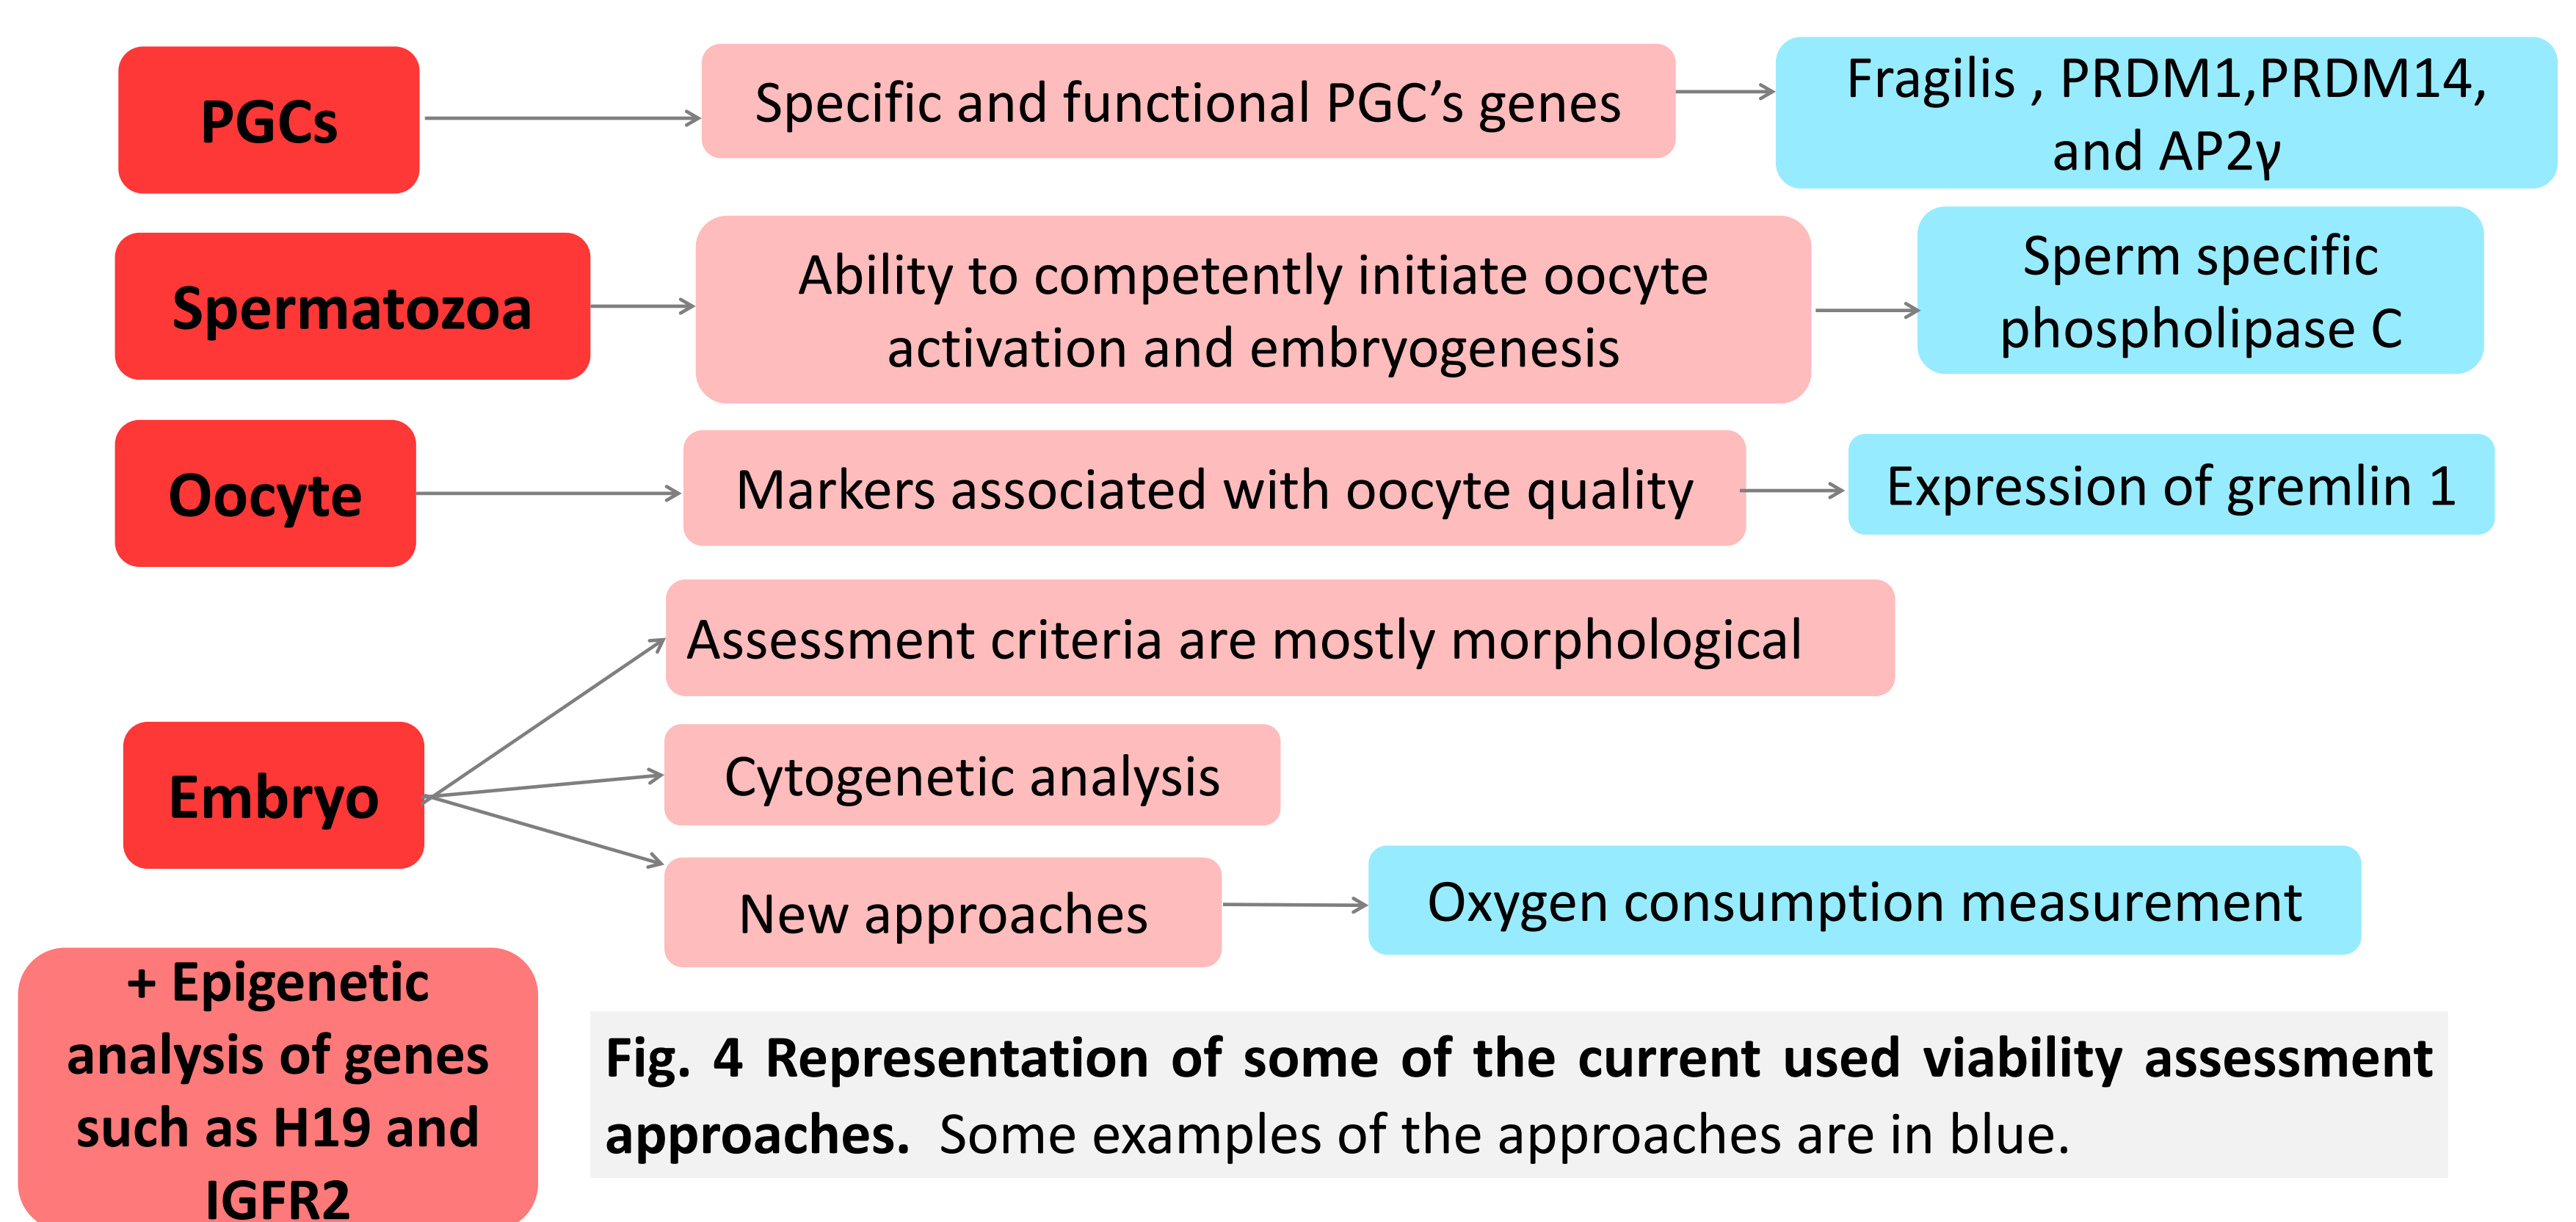 PGCs
Specific and functional PGC’s genes
Fragilis , PRDM1,PRDM14,
and AP2γ
Spermatozoa
Ability to competently initiate oocyte
activation and embryogenesis
Sperm specific
phospholipase C
Oocyte
Markers associated with oocyte quality
Expression of gremlin 1
Assessment criteria are mostly morphological
Embryo
Cytogenetic analysis
New approaches
Oxygen consumption measurement
+ Epigenetic
analysis of genes
such as H19 and
IGFR2
Fig. 4 Representation of some of the current used viability assessment
approaches. Some examples of the approaches are in blue.